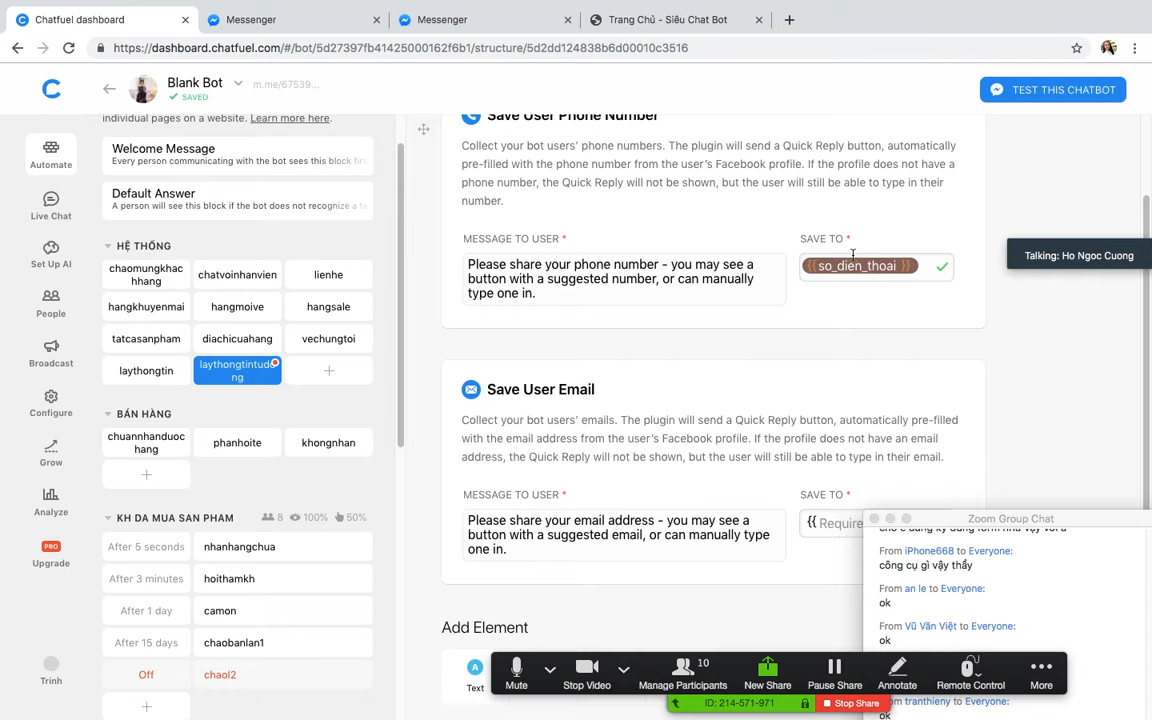 Chatfuel dashboard
Messenger
Messenger
Trang Chủ - Siêu Chat Bot
https://dashboard.chatfuel.com/#/bot/5d27397fb41425000162f6b1/structure/5d2dd124838b6d00010c3516
Blank Bot
SAVED
m.me/67539...
TEST THIS CHATBOT
individual pages on a website. Learn more here.
Welcome Message
Every person communicating with the bot sees this block fir
Default Answer
A person will see this block if the bot does not recognize a te
Automate
Live Chat
Set Up AI
People
Broadcast
Configure
Grow
Analyze
PRO
Upgrade
Trinh
HỆ THỐNG
chaomungkhac
hhang
chatvoinhanvien
lienhe
hangkhuyenmai
hangmoive
hangsale
tatcasanpham
diachicuahang
vechungtoi
laythongtin
laythongtintudo
ng
BÁN HÀNG
chuannhanduoc
hang
phanhoite
khongnhan
KH DA MUA SAN PHAM
8
100%
50%
After 5 seconds
nhanhangchua
After 3 minutes
hoithamkh
After 1 day
camon
After 15 days
chaobanlan1
Off
chaol2
Save User Phone Number
Collect your bot users' phone numbers. The plugin will send a Quick Reply button, automatically
pre-filled with the phone number from the user's Facebook profile. If the profile does not have a
phone number, the Quick Reply will not be shown, but the user will still be able to type in their
number.
MESSAGE TO USER *
SAVE TO *
Please share your phone number - you may see a
button with a suggested number, or can manually
type one in.
{{ so_dien_thoai }}
Talking: Ho Ngoc Cuong
Save User Email
Collect your bot users' emails. The plugin will send a Quick Reply button, automatically pre-filled
with the email address from the user's Facebook profile. If the profile does not have an email
address, the Quick Reply will not be shown, but the user will still be able to type in their email.
MESSAGE TO USER *
SAVE TO *
Please share your email address - you may see a
button with a suggested email, or can manually type
one in.
{{ Require
Add Element
A
Text
Zoom Group Chat
From iPhone668 to Everyone:
công cụ gì vậy thầy
From an le to Everyone:
ok
From Vũ Văn Việt to Everyone:
ok
tranthieny to Everyone:
ok
Mute
Stop Video
10
Manage Participants
New Share
Pause Share
Annotate
Remote Control
More
ID: 214-571-971
Stop Share